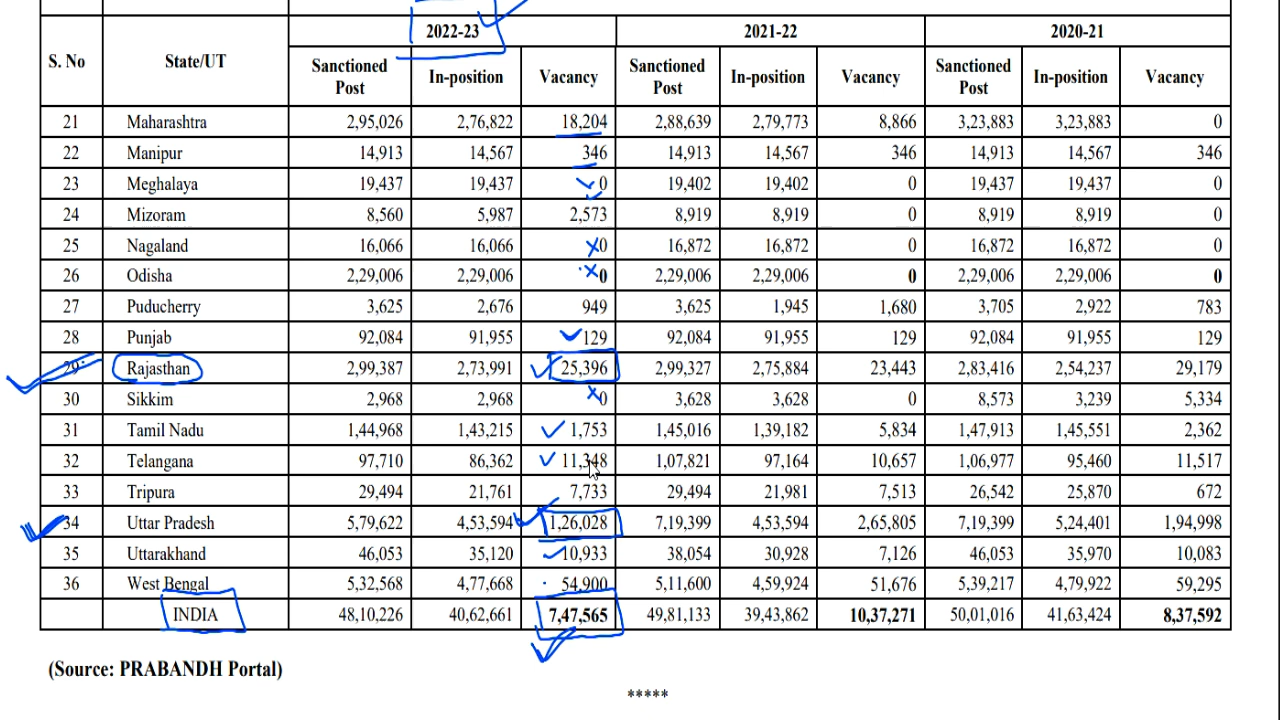 2022-23 2021-22 2020-21
S. No State/UT Sanctioned Post In-position Vacancy Sanctioned Post In-position Vacancy Sanctioned Post In-position Vacancy
21 Maharashtra 2,95,026 2,76,822 18,204 2,88,639 2,79,773 8,866 3,23,883 3,23,883 0
22 Manipur 14,913 14,567 346 14,913 14,567 346 14,913 14,567 346
23 Meghalaya 19,437 19,437 0 19,402 19,402 0 19,437 19,437 0
24 Mizoram 8,560 5,987 2,573 8,919 8,919 0 8,919 8,919 0
25 Nagaland 16,066 16,066 0 16,872 16,872 0 16,872 16,872 0
26 Odisha 2,29,006 2,29,006 0 2,29,006 2,29,006 0 2,29,006 2,29,006 0
27 Puducherry 3,625 2,676 949 3,625 1,945 1,680 3,705 2,922 783
28 Punjab 92,084 91,955 129 92,084 91,955 129 92,084 91,955 129
29 Rajasthan 2,99,387 2,73,991 25,396 2,99,327 2,75,884 23,443 2,83,416 2,54,237 29,179
30 Sikkim 2,968 2,968 0 3,628 3,628 0 8,573 3,239 5,334
31 Tamil Nadu 1,44,968 1,43,215 1,753 1,45,016 1,39,182 5,834 1,47,913 1,45,551 2,362
32 Telangana 97,710 86,362 11,348 1,07,821 97,164 10,657 1,06,977 95,460 11,517
33 Tripura 29,494 21,761 7,733 29,494 21,981 7,513 26,542 25,870 672
34 Uttar Pradesh 5,79,622 4,53,594 1,26,028 7,19,399 4,53,594 2,65,805 7,19,399 5,24,401 1,94,998
35 Uttarakhand 46,053 35,120 10,933 38,054 30,928 7,126 46,053 35,970 10,083
36 West Bengal 5,32,568 4,77,668 54,900 5,11,600 4,59,924 51,676 5,39,217 4,79,922 59,295
INDIA 48,10,226 40,62,661 7,47,565 49,81,133 39,43,862 10,37,271 50,01,016 41,63,424 8,37,592
(Source: PRABANDH Portal)
*****